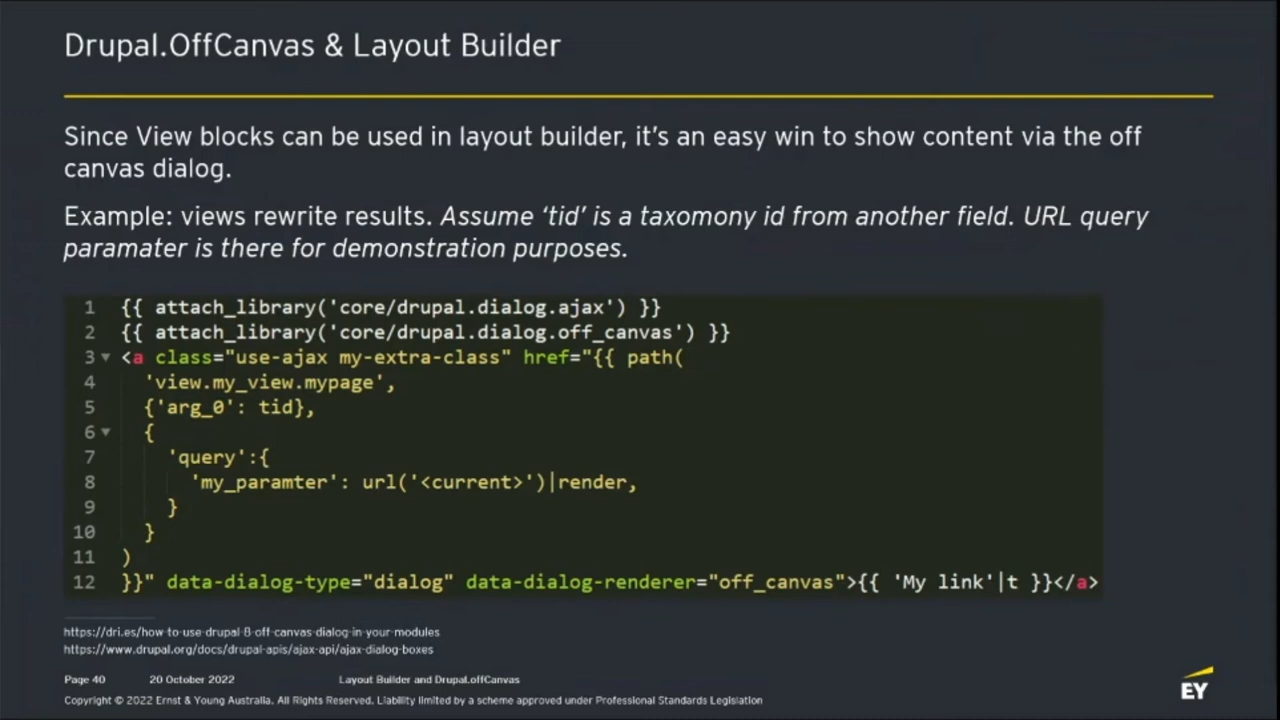 Drupal.OffCanvas & Layout Builder
Since View blocks can be used in layout builder, it's an easy win to show content via the off
canvas dialog.
Example: views rewrite results. Assume 'tid' is a taxomony id from another field. URL query
paramater is there for demonstration purposes.
1 {{ attach_library('core/drupal.dialog.ajax') }}
2 {{ attach_library('core/drupal.dialog.off_canvas') }}
3 <a class="use-ajax my-extra-class" href="{{ path(
4 'view.my_view.mypage',
5 {'arg_0': tid},
6 {
7 'query':{
8 'my_paramter': url('<current>')|render,
9 }
10 }
11 )
12 }}" data-dialog-type="dialog" data-dialog-renderer="off_canvas">{{ 'My link'|t }}</a>
https://dri.es/how-to-use-drupal-8-off-canvas-dialog-in-your-modules
https://www.drupal.org/docs/drupal-apis/ajax-api/ajax-dialog-boxes
Page 40 20 October 2022 Layout Builder and Drupal.offCanvas
Copyright © 2022 Ernst & Young Australia. All Rights Reserved. Liability limited by a scheme approved under Professional Standards Legislation
EY